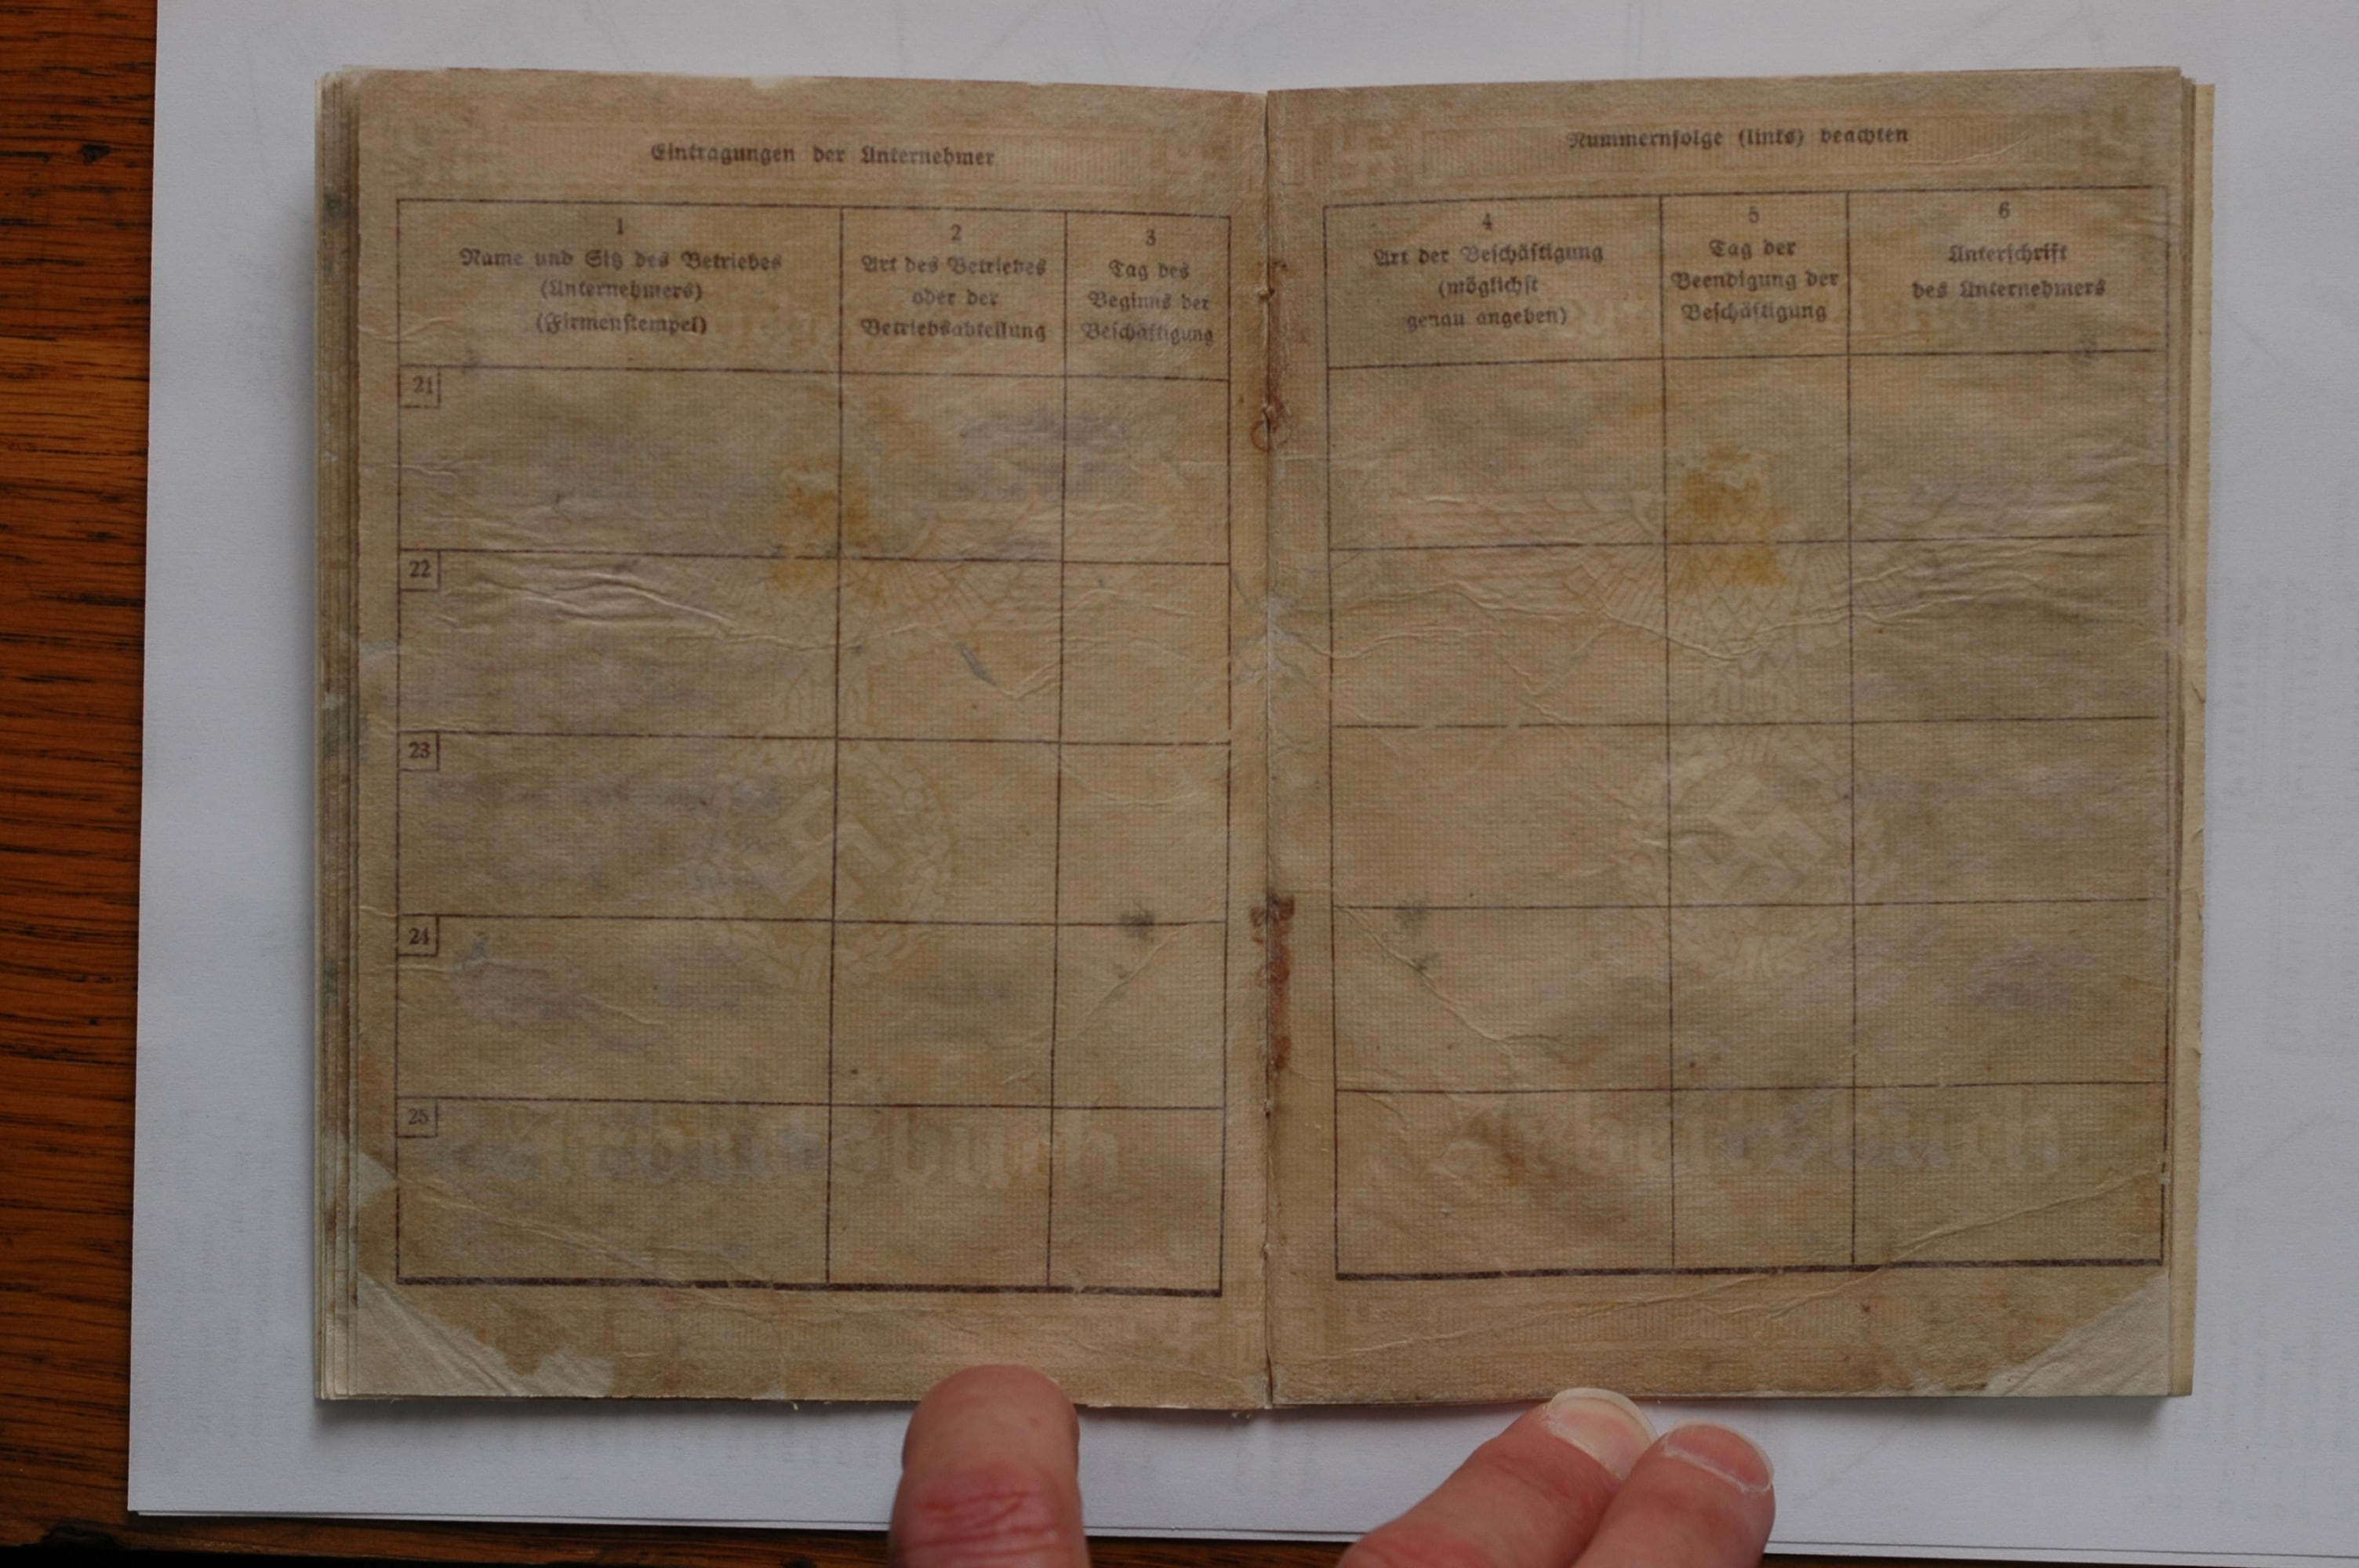 Eintragungen der Unternehmer
1
Name und Sitz des Betriebes
(Unternehmers)
(Firmenstempel)
2
Art des Betriebes
oder der
Betriebsabteilung
3
Tag des
Beginns der
Beschäftigung
21
22
23
24
25
Arbeitsbuch
Nummernfolge (links) beachten
4
Art der Beschäftigung
(möglichst
genau angeben)
5
Tag der
Beendigung der
Beschäftigung
6
Unterschrift
des Unternehmers
Arbeitsbuch